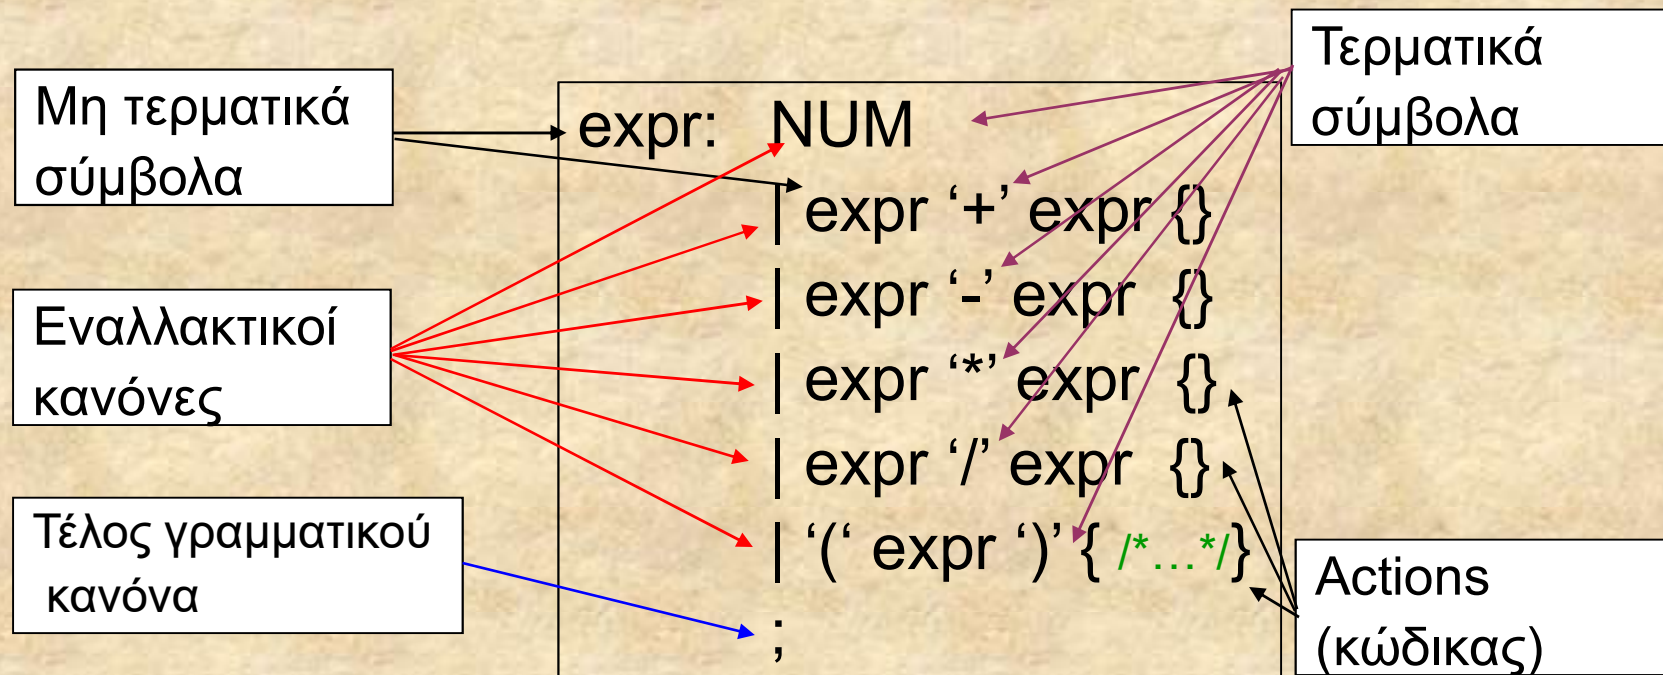 Μη τερματικά
σύμβολα
Εναλλακτικοί
κανόνες
Τέλος γραμματικού
κανόνα
expr: NUM
| expr ‘+’ expr {}
| expr ‘-’ expr {}
| expr ‘*’ expr {}
| expr ‘/’ expr {}
| ‘(‘ expr ‘)’ { /*…*/}
;
Τερματικά
σύμβολα
Actions
(κώδικας)